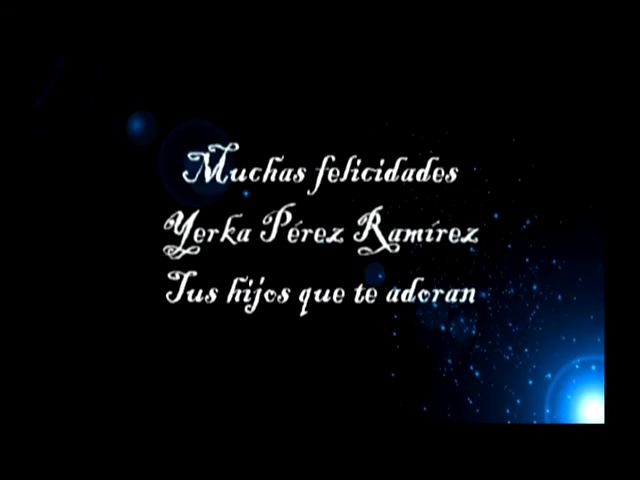 Muchas felicidades
Yerka Pérez Ramírez
Tus hijos que te adoran